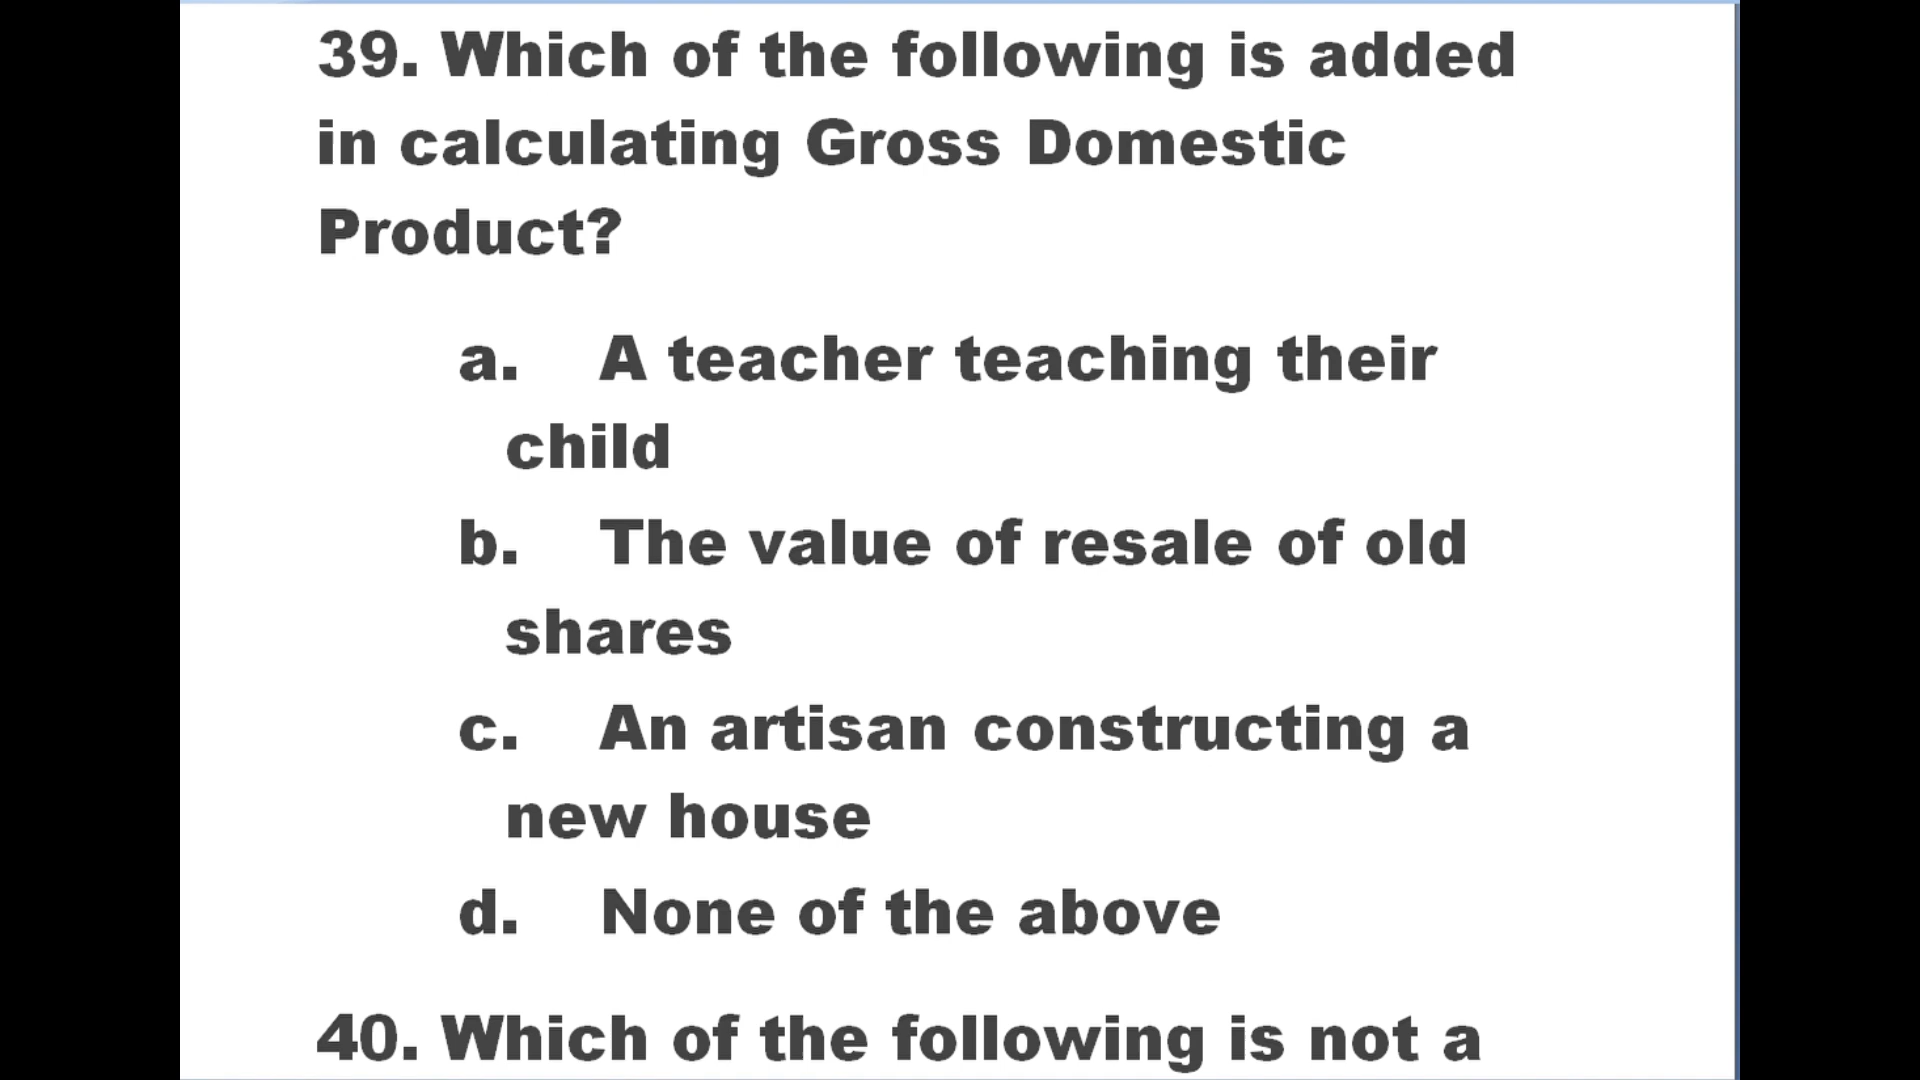 39. Which of the following is added
in calculating Gross Domestic
Product?
a. A teacher teaching their
child
b. The value of resale of old
shares
c. An artisan constructing a
new house
d. None of the above
40. Which of the following is not a